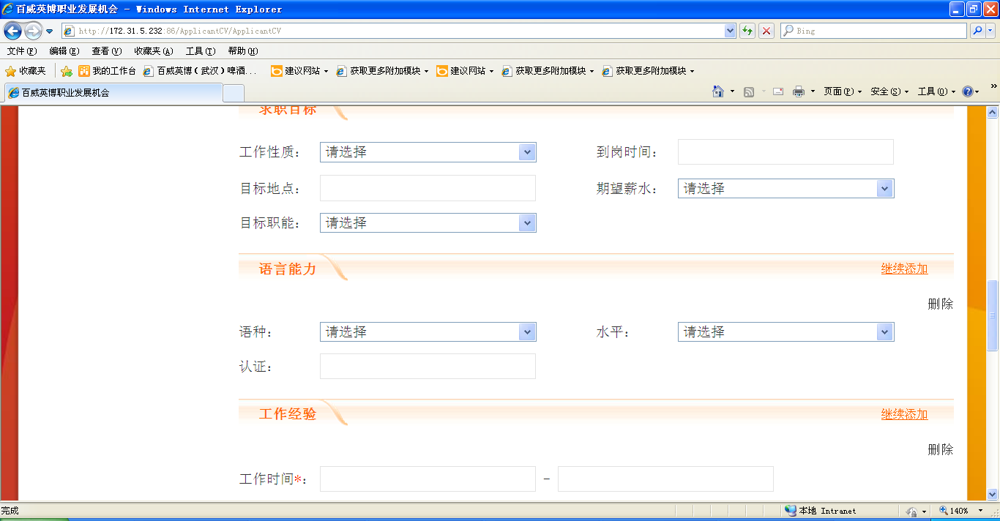 百威英博职业发展机会 - Windows Internet Explorer
http://172.31.5.232:86/ApplicantCV/ApplicantCV
Bing
文件(F) 编辑(E) 查看(V) 收藏夹(A) 工具(T) 帮助(H)
收藏夹 我的工作台 百威英博(武汉)啤酒... 建议网站 获取更多附加模块 建议网站 获取更多附加模块 获取更多附加模块
百威英博职业发展机会 页面(P) 安全(S) 工具(O) »
求职目标
工作性质: 请选择 到岗时间:
目标地点: 期望薪水: 请选择
目标职能: 请选择
语言能力 继续添加
删除
语种: 请选择 水平: 请选择
认证:
工作经验 继续添加
删除
工作时间*: -
完成 本地 Intranet 140%